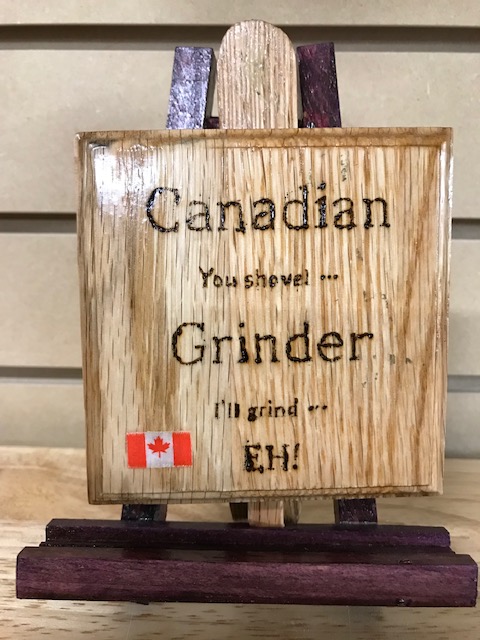 Canadian
You shovel ...
Grinder
I'll grind ...
EH!